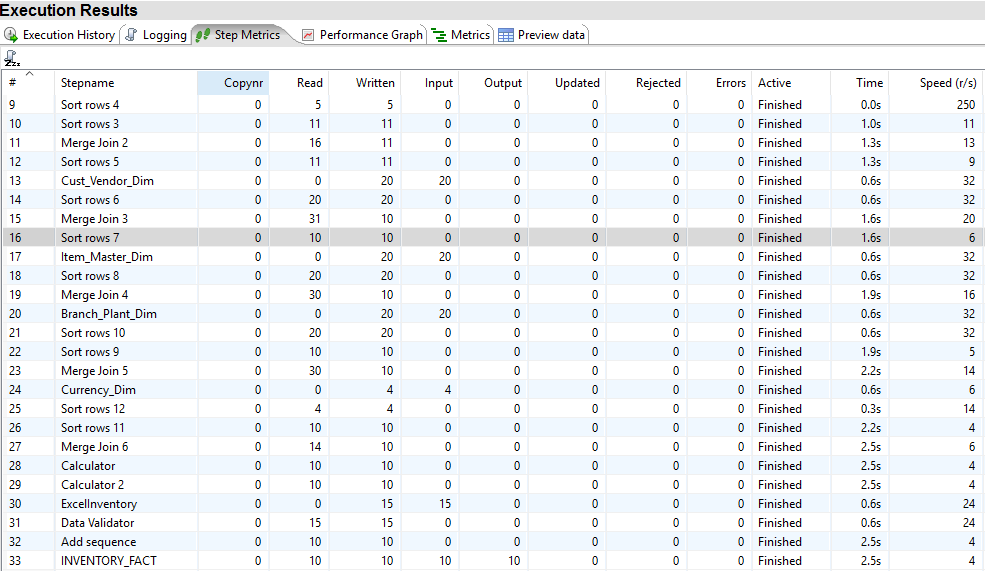 Execution Results
Execution History Logging Step Metrics Performance Graph Metrics Preview data
# Stepname Copynr Read Written Input Output Updated Rejected Errors Active Time Speed (r/s)
9 Sort rows 4 0 5 5 0 0 0 0 0 Finished 0.0s 250
10 Sort rows 3 0 11 11 0 0 0 0 0 Finished 1.0s 11
11 Merge Join 2 0 16 11 0 0 0 0 0 Finished 1.3s 13
12 Sort rows 5 0 11 11 0 0 0 0 0 Finished 1.3s 9
13 Cust_Vendor_Dim 0 0 20 20 0 0 0 0 Finished 0.6s 32
14 Sort rows 6 0 20 20 0 0 0 0 0 Finished 0.6s 32
15 Merge Join 3 0 31 10 0 0 0 0 0 Finished 1.6s 20
16 Sort rows 7 0 10 10 0 0 0 0 0 Finished 1.6s 6
17 Item_Master_Dim 0 0 20 20 0 0 0 0 Finished 0.6s 32
18 Sort rows 8 0 20 20 0 0 0 0 0 Finished 0.6s 32
19 Merge Join 4 0 30 10 0 0 0 0 0 Finished 1.9s 16
20 Branch_Plant_Dim 0 0 20 20 0 0 0 0 Finished 0.6s 32
21 Sort rows 10 0 20 20 0 0 0 0 0 Finished 0.6s 32
22 Sort rows 9 0 10 10 0 0 0 0 0 Finished 1.9s 5
23 Merge Join 5 0 30 10 0 0 0 0 0 Finished 2.2s 14
24 Currency_Dim 0 0 4 4 0 0 0 0 Finished 0.6s 6
25 Sort rows 12 0 4 4 0 0 0 0 0 Finished 0.3s 14
26 Sort rows 11 0 10 10 0 0 0 0 0 Finished 2.2s 4
27 Merge Join 6 0 14 10 0 0 0 0 0 Finished 2.5s 6
28 Calculator 0 10 10 0 0 0 0 0 Finished 2.5s 4
29 Calculator 2 0 10 10 0 0 0 0 0 Finished 2.5s 4
30 ExcelInventory 0 0 15 15 0 0 0 0 Finished 0.6s 24
31 Data Validator 0 15 15 0 0 0 0 0 Finished 0.6s 24
32 Add sequence 0 10 10 0 0 0 0 0 Finished 2.5s 4
33 INVENTORY_FACT 0 10 10 10 10 0 0 0 Finished 2.5s 4